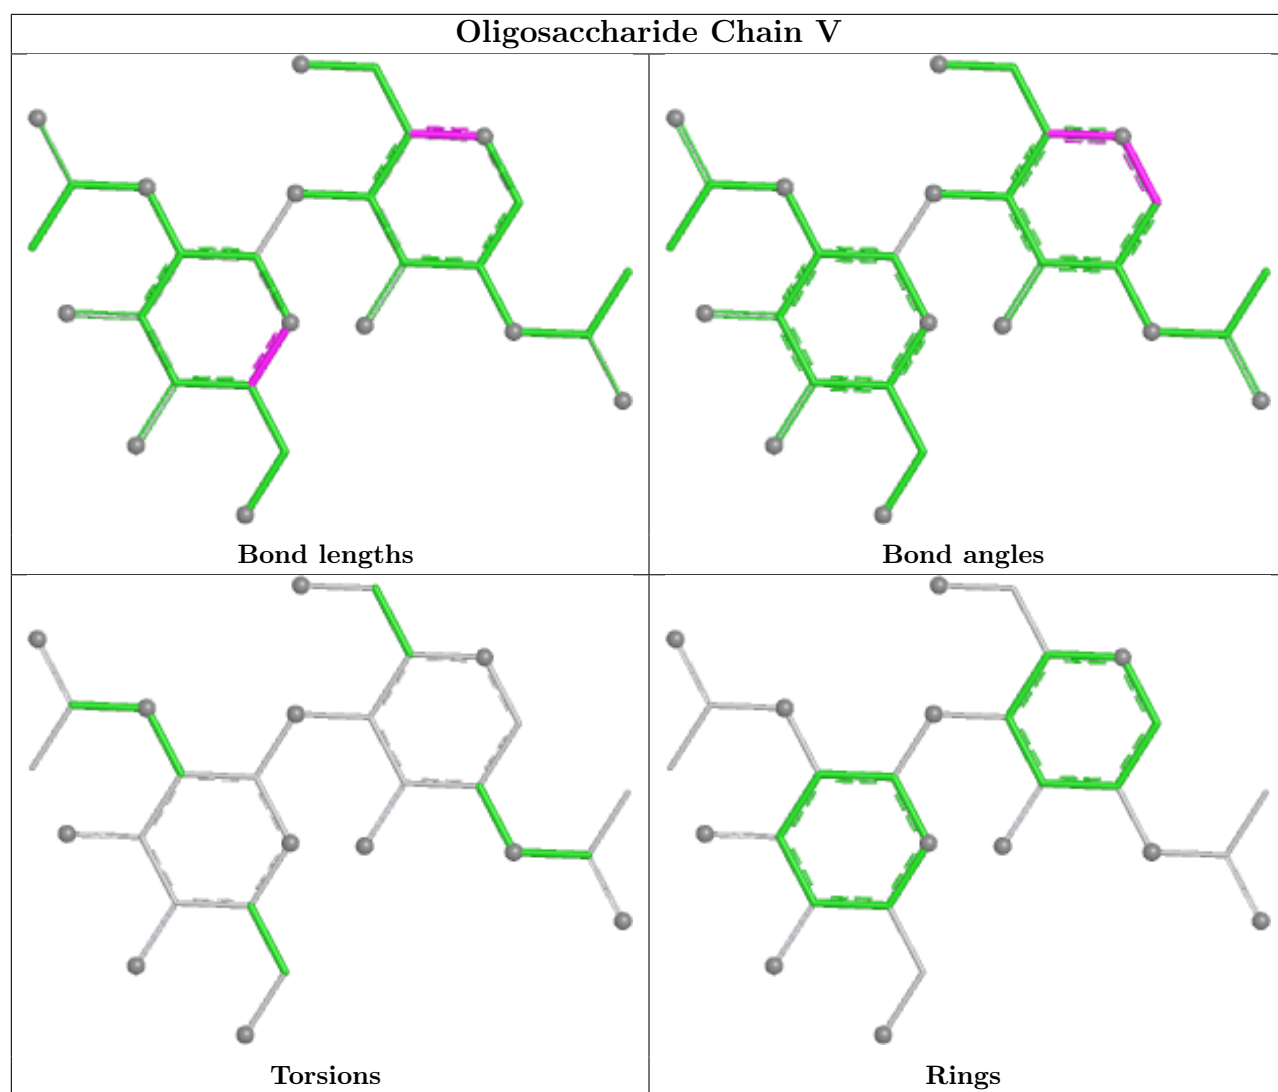 Oligosaccharide Chain V
Bond lengths
Bond angles
Torsions
Rings